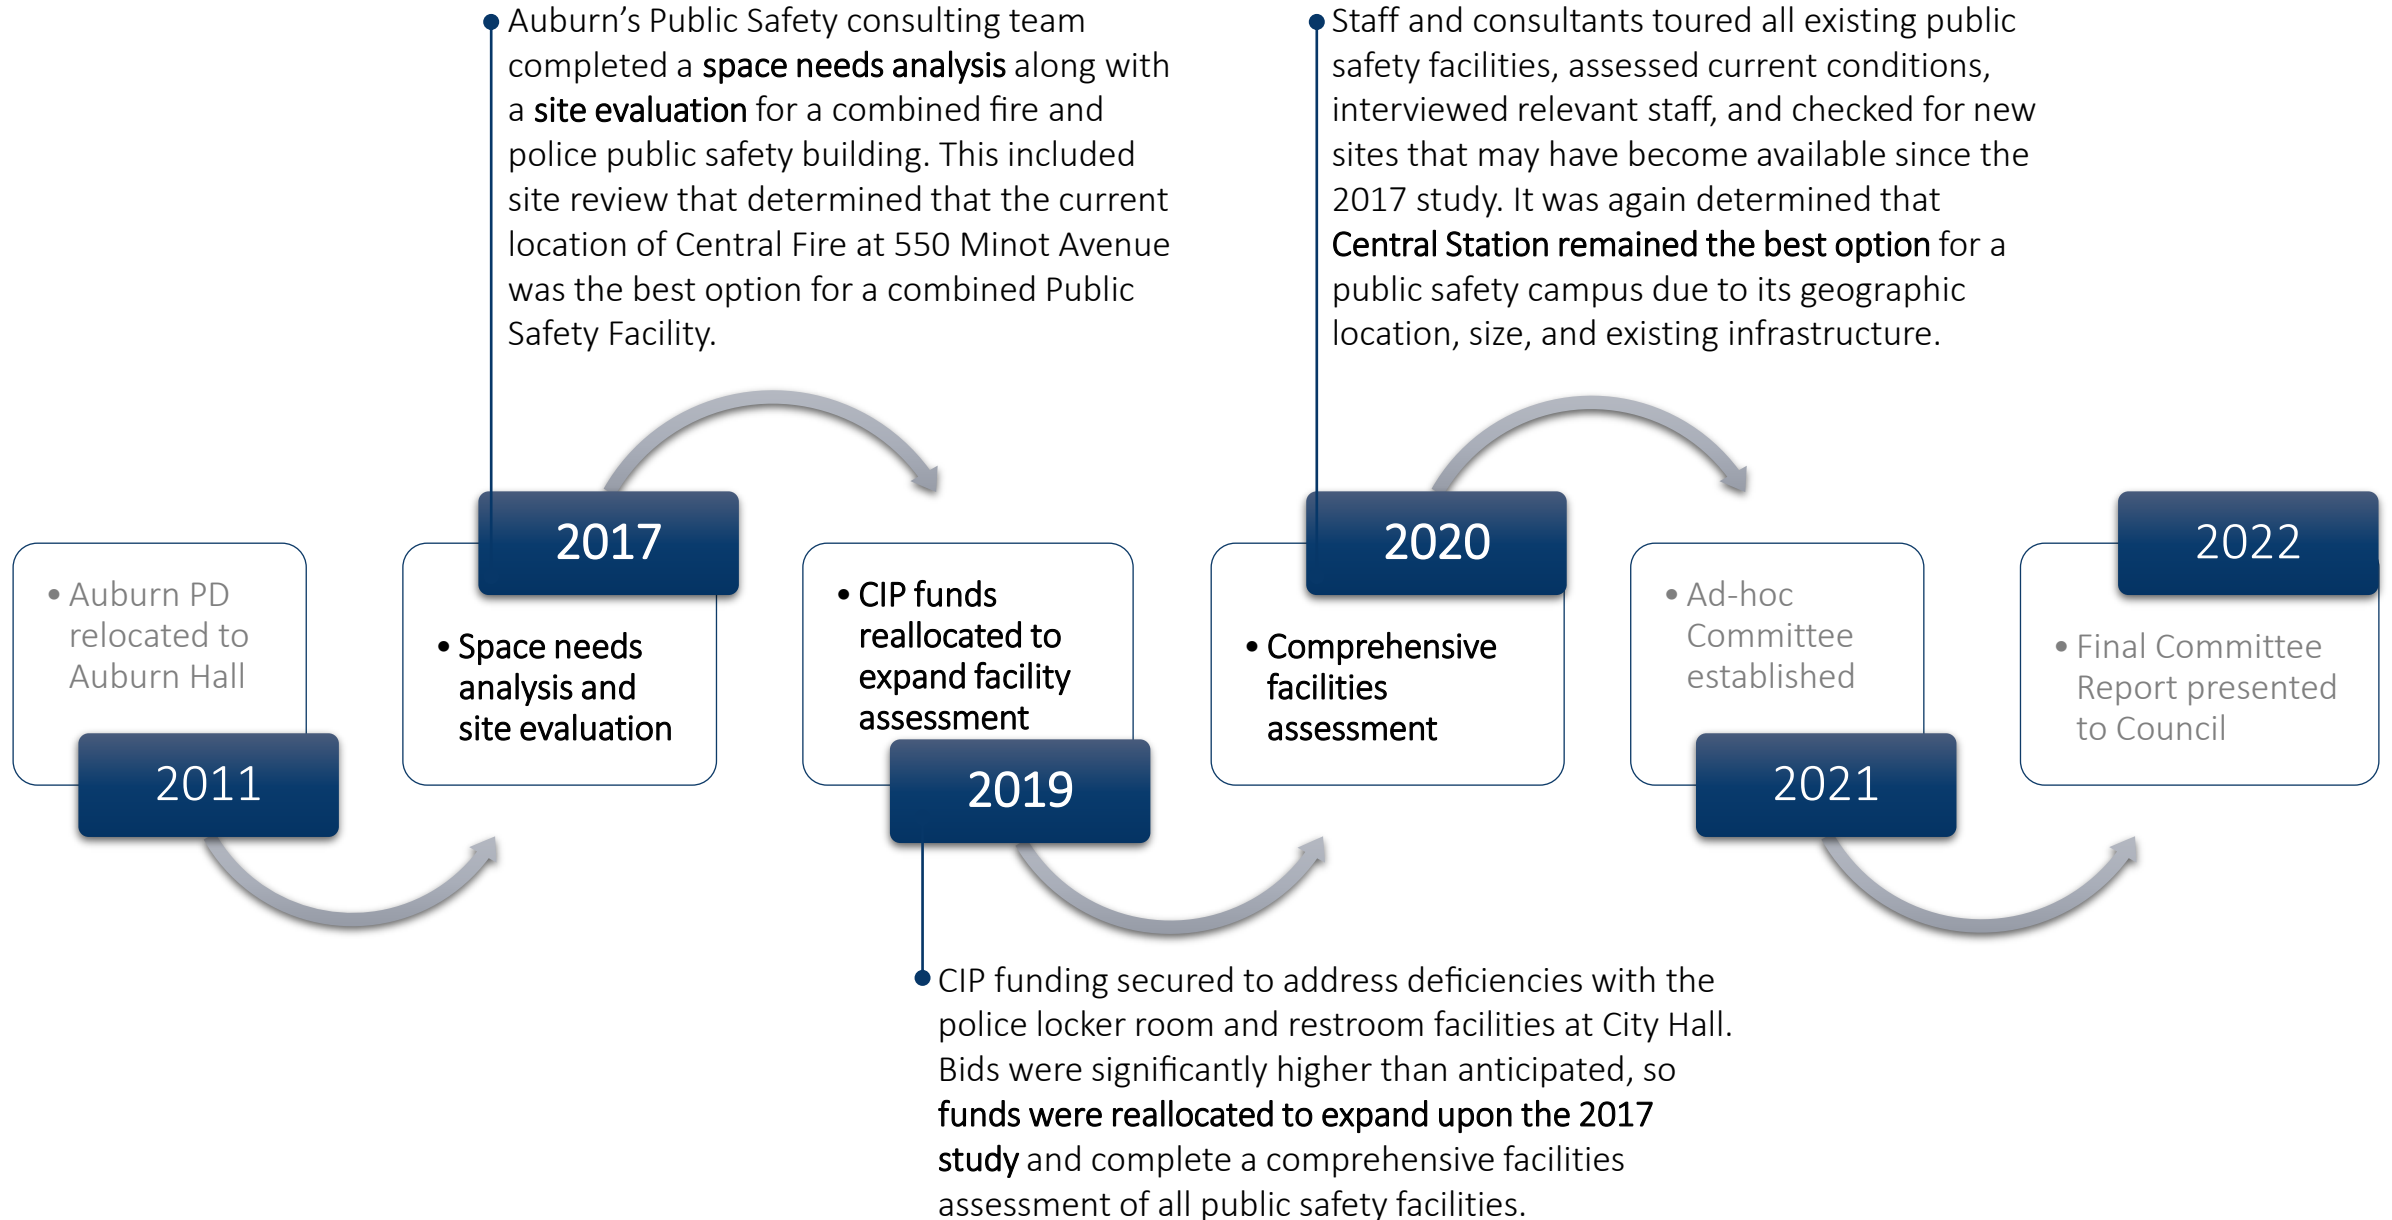 Auburn’s Public Safety consulting team
completed a space needs analysis along with
a site evaluation for a combined fire and
police public safety building. This included
site review that determined that the current
location of Central Fire at 550 Minot Avenue
was the best option for a combined Public
Safety Facility.
Staff and consultants toured all existing public
safety facilities, assessed current conditions,
interviewed relevant staff, and checked for new
sites that may have become available since the
2017 study. It was again determined that
Central Station remained the best option for a
public safety campus due to its geographic
location, size, and existing infrastructure.
• Auburn PD
relocated to
Auburn Hall
2011
2017
• Space needs
analysis and
site evaluation
• CIP funds
reallocated to
expand facility
assessment
2019
2020
• Comprehensive
facilities
assessment
• Ad-hoc
Committee
established
2021
2022
• Final Committee
Report presented
to Council
CIP funding secured to address deficiencies with the
police locker room and restroom facilities at City Hall.
Bids were significantly higher than anticipated, so
funds were reallocated to expand upon the 2017
study and complete a comprehensive facilities
assessment of all public safety facilities.